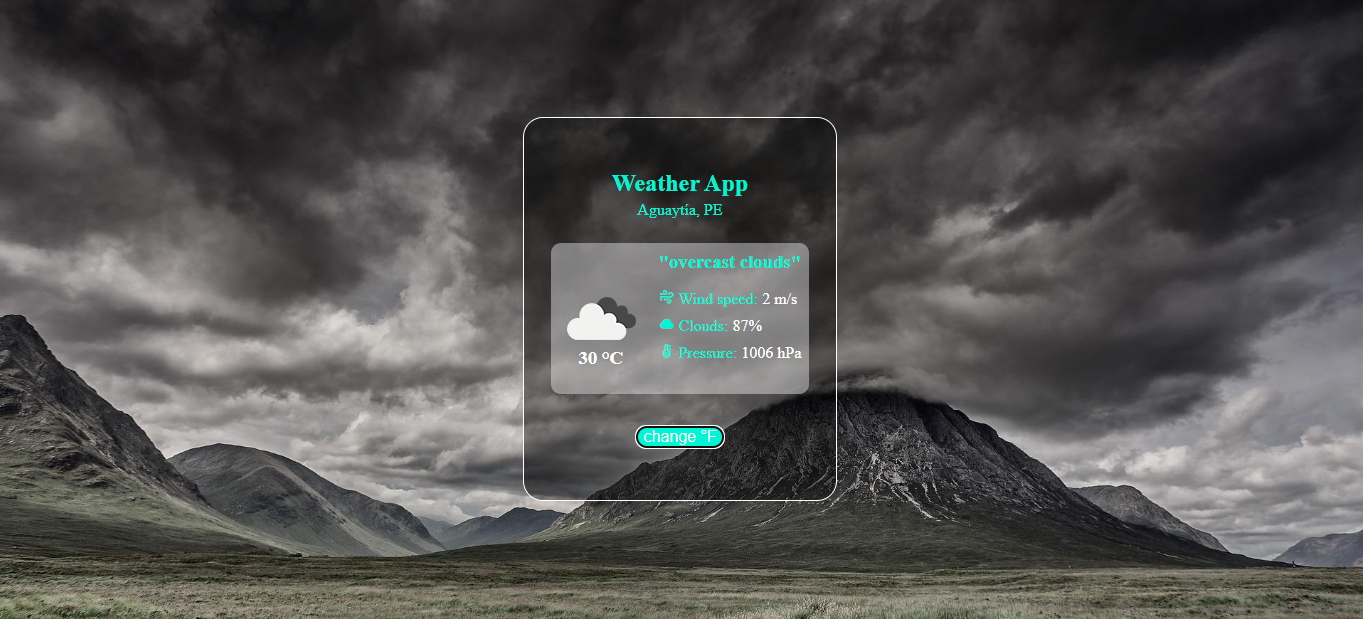 Weather App
Aguaytía, PE
"overcast clouds"
Wind speed: 2 m/s
Clouds: 87%
Pressure: 1006 hPa
30 °C
change °F